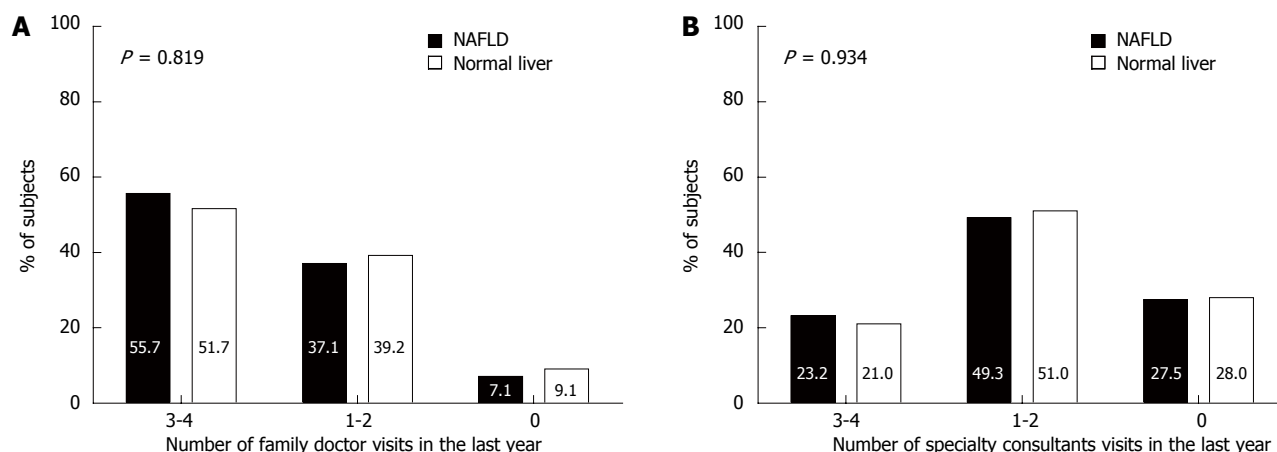 A
P = 0.819
NAFLD
Normal liver
% of subjects
100
80
60
40
20
0
55.7
51.7
37.1
39.2
7.1
9.1
3-4
1-2
0
Number of family doctor visits in the last year
B
P = 0.934
NAFLD
Normal liver
% of subjects
100
80
60
40
20
0
23.2
21.0
49.3
51.0
27.5
28.0
3-4
1-2
0
Number of specialty consultants visits in the last year